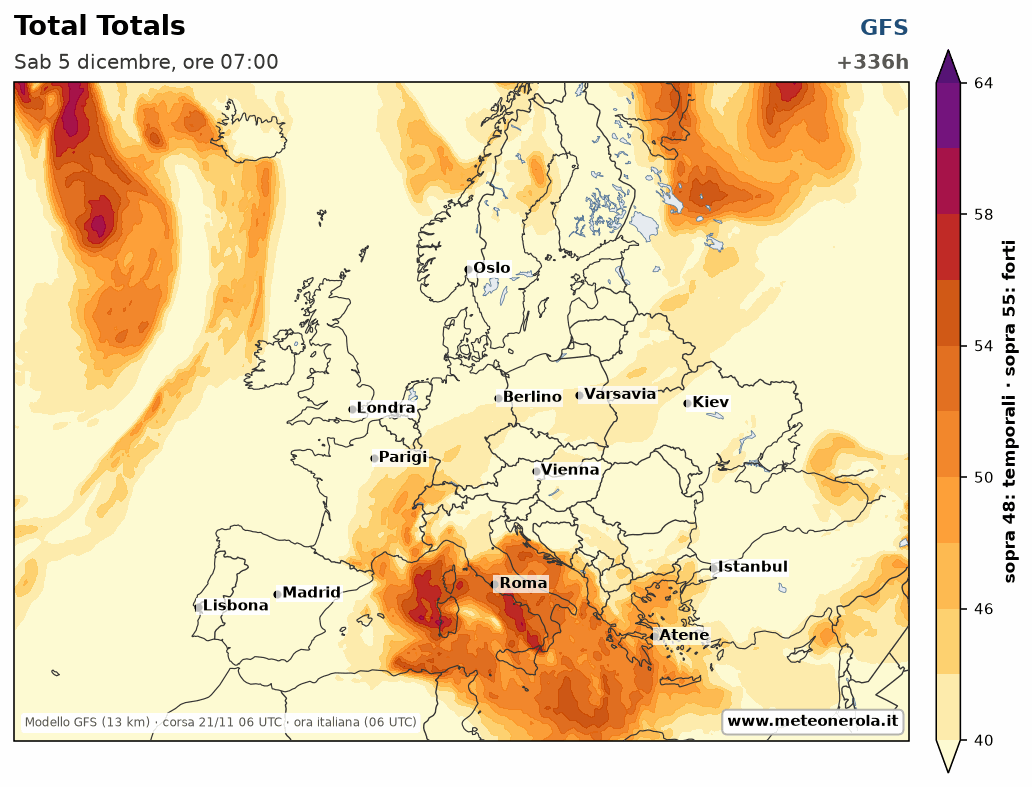 Total Totals
GFS
Sab 5 dicembre, ore 07:00
+336h
Oslo
Londra
Berlino
Varsavia
Kiev
Parigi
Vienna
Istanbul
Roma
Madrid
Lisbona
Atene
Modello GFS (13 km) · corsa 21/11 06 UTC · ora italiana (06 UTC)
www.meteonerola.it
64
58
54
50
46
40
sopra 48: temporali · sopra 55: forti